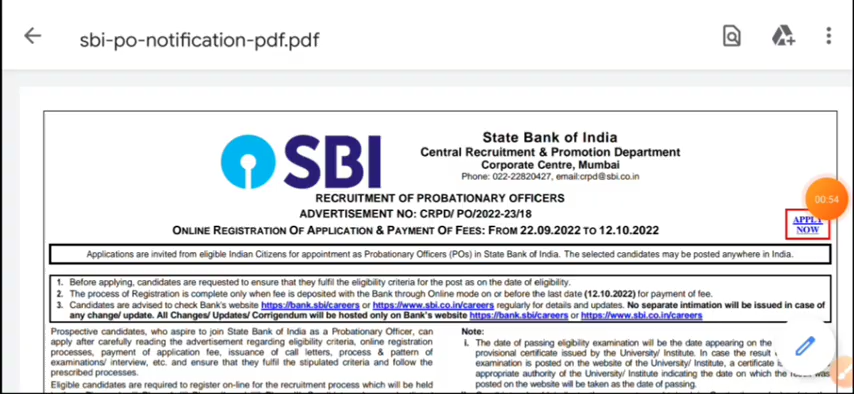 sbi-po-notification-pdf.pdf
SBI
State Bank of India
Central Recruitment & Promotion Department
Corporate Centre, Mumbai
Phone: 022-22820427, email:crpd@sbi.co.in
RECRUITMENT OF PROBATIONARY OFFICERS
ADVERTISEMENT NO: CRPD/ PO/2022-23/18
ONLINE REGISTRATION OF APPLICATION & PAYMENT OF FEES: FROM 22.09.2022 TO 12.10.2022
00:54
APPLY
NOW
Applications are invited from eligible Indian Citizens for appointment as Probationary Officers (POs) in State Bank of India. The selected candidates may be posted anywhere in India.
1. Before applying, candidates are requested to ensure that they fulfil the eligibility criteria for the post as on the date of eligibility.
2. The process of Registration is complete only when fee is deposited with the Bank through Online mode on or before the last date (12.10.2022) for payment of fee.
3. Candidates are advised to check Bank's website https://bank.sbi/careers or https://www.sbi.co.in/careers regularly for details and updates. No separate intimation will be issued in case of
any change/ update. All Changes/ Updates/ Corrigendum will be hosted only on Bank's website https://bank.sbi/careers or https://www.sbi.co.in/careers
Prospective candidates, who aspire to join State Bank of India as a Probationary Officer, can
apply after carefully reading the advertisement regarding eligibility criteria, online registration
processes, payment of application fee, issuance of call letters, process & pattern of
examinations/ interview, etc. and ensure that they fulfil the stipulated criteria and follow the
prescribed processes.
Eligible candidates are required to register on-line for the recruitment process which will be held
Note:
i. The date of passing eligibility examination will be the date appearing on the
provisional certificate issued by the University/ Institute. In case the result
examination is posted on the website of the University/ Institute, a certificate
appropriate authority of the University/ Institute indicating the date on which the was
posted on the website will be taken as the date of passing.